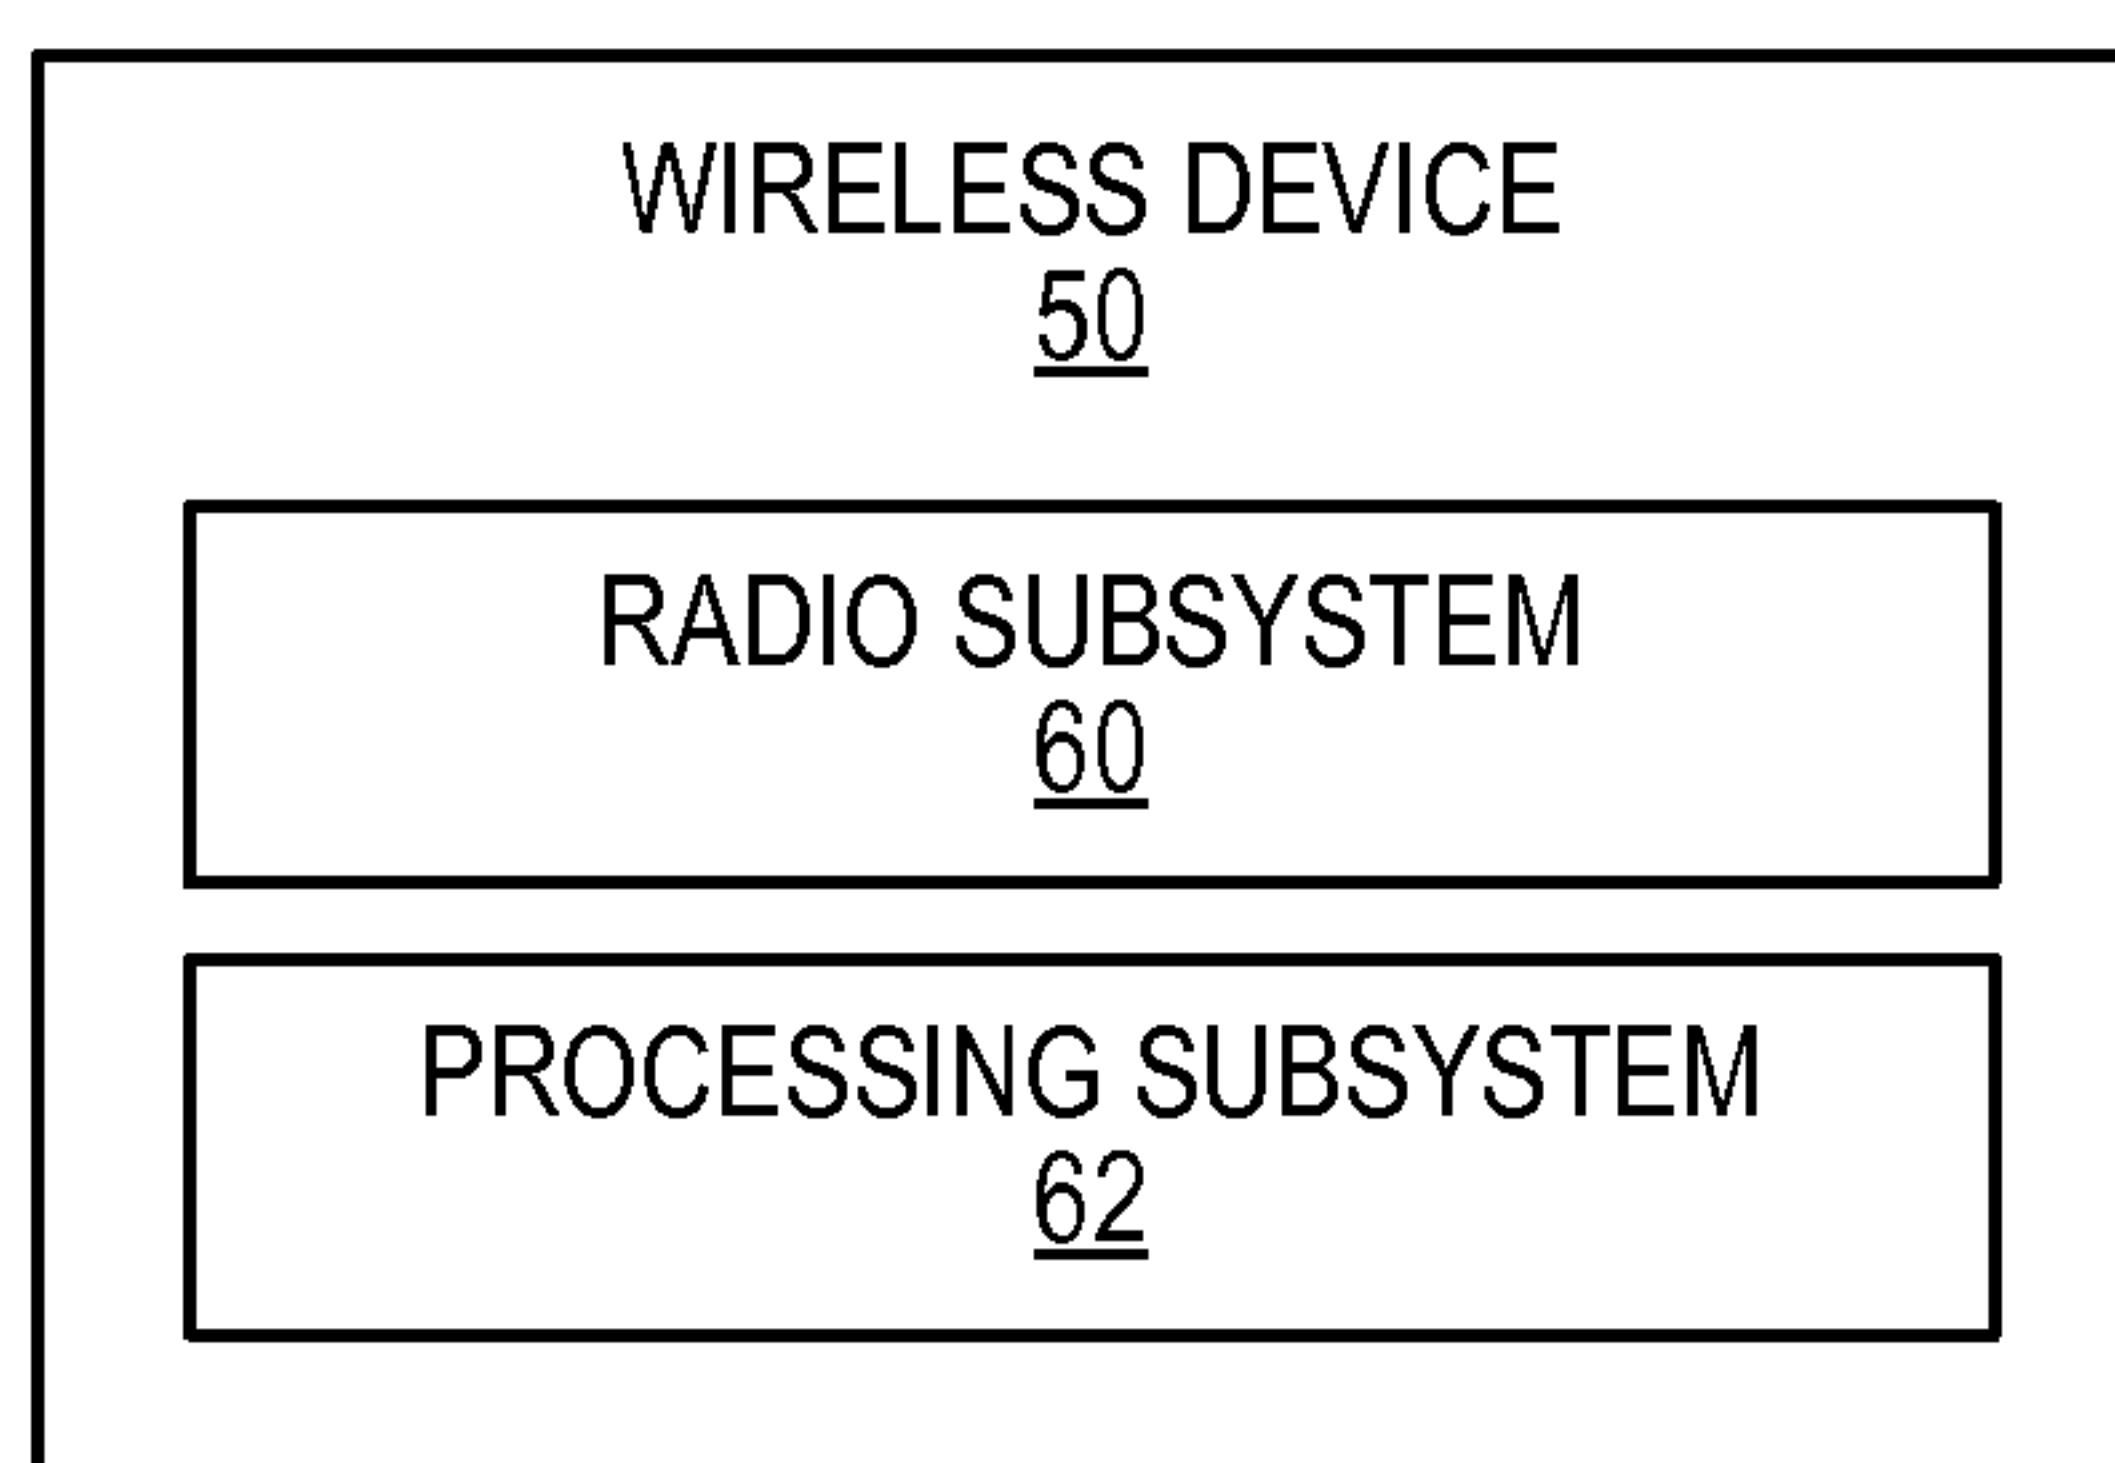 WIRELESS DEVICE
50
RADIO SUBSYSTEM
60
PROCESSING SUBSYSTEM
62